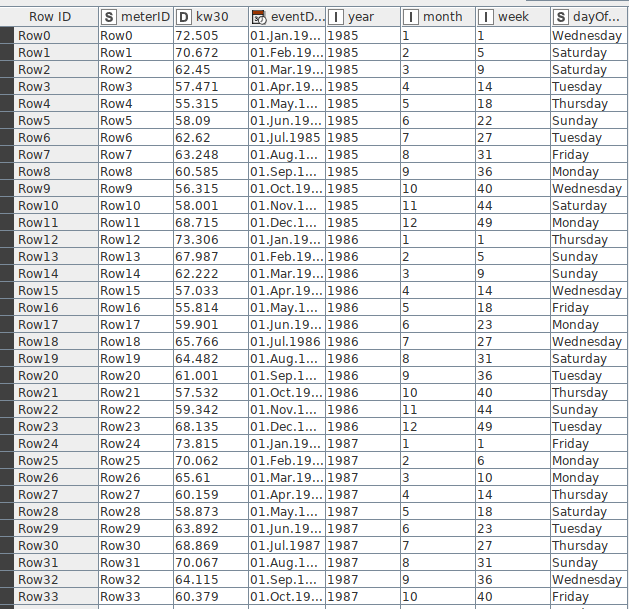 Row ID S meterID D kw30 eventD... I year I month I week S dayOf...
Row0 Row0 72.505 01.Jan.19... 1985 1 1 Wednesday
Row1 Row1 70.672 01.Feb.19... 1985 2 5 Saturday
Row2 Row2 62.45 01.Mar.19... 1985 3 9 Saturday
Row3 Row3 57.471 01.Apr.19... 1985 4 14 Tuesday
Row4 Row4 55.315 01.May.1... 1985 5 18 Thursday
Row5 Row5 58.09 01.Jun.19... 1985 6 22 Sunday
Row6 Row6 62.62 01.Jul.1985 1985 7 27 Tuesday
Row7 Row7 63.248 01.Aug.1... 1985 8 31 Friday
Row8 Row8 60.585 01.Sep.1... 1985 9 36 Monday
Row9 Row9 56.315 01.Oct.19... 1985 10 40 Wednesday
Row10 Row10 58.001 01.Nov.1... 1985 11 44 Saturday
Row11 Row11 68.715 01.Dec.1... 1985 12 49 Monday
Row12 Row12 73.306 01.Jan.19... 1986 1 1 Thursday
Row13 Row13 67.987 01.Feb.19... 1986 2 5 Sunday
Row14 Row14 62.222 01.Mar.19... 1986 3 9 Sunday
Row15 Row15 57.033 01.Apr.19... 1986 4 14 Wednesday
Row16 Row16 55.814 01.May.1... 1986 5 18 Friday
Row17 Row17 59.901 01.Jun.19... 1986 6 23 Monday
Row18 Row18 65.766 01.Jul.1986 1986 7 27 Wednesday
Row19 Row19 64.482 01.Aug.1... 1986 8 31 Saturday
Row20 Row20 61.001 01.Sep.1... 1986 9 36 Tuesday
Row21 Row21 57.532 01.Oct.19... 1986 10 40 Thursday
Row22 Row22 59.342 01.Nov.1... 1986 11 44 Sunday
Row23 Row23 68.135 01.Dec.1... 1986 12 49 Tuesday
Row24 Row24 73.815 01.Jan.19... 1987 1 1 Friday
Row25 Row25 70.062 01.Feb.19... 1987 2 6 Monday
Row26 Row26 65.61 01.Mar.19... 1987 3 10 Monday
Row27 Row27 60.159 01.Apr.19... 1987 4 14 Thursday
Row28 Row28 58.873 01.May.1... 1987 5 18 Saturday
Row29 Row29 63.892 01.Jun.19... 1987 6 23 Tuesday
Row30 Row30 68.869 01.Jul.1987 1987 7 27 Thursday
Row31 Row31 70.067 01.Aug.1... 1987 8 31 Sunday
Row32 Row32 64.115 01.Sep.1... 1987 9 36 Wednesday
Row33 Row33 60.379 01.Oct.19... 1987 10 40 Friday